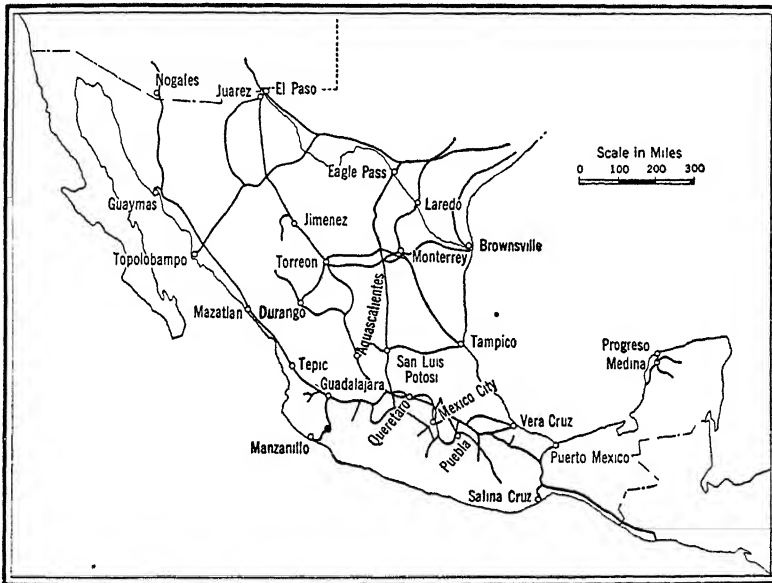 Nogales
Juarez
El Paso
Scale in Miles
0 100 200 300
Eagle Pass
Guaymas
Laredo
Jimenez
Topolobampo
Torreon
Monterrey
Brownsville
Mazatlan
Durango
Aquascalientes
Tampico
Progreso
Medina
Tepic
San Luis
Potosi
Guadalajara
Queretaro
Mexico City
Vera Cruz
Manzanillo
Puebla
Puerto Mexico
Salina Cruz